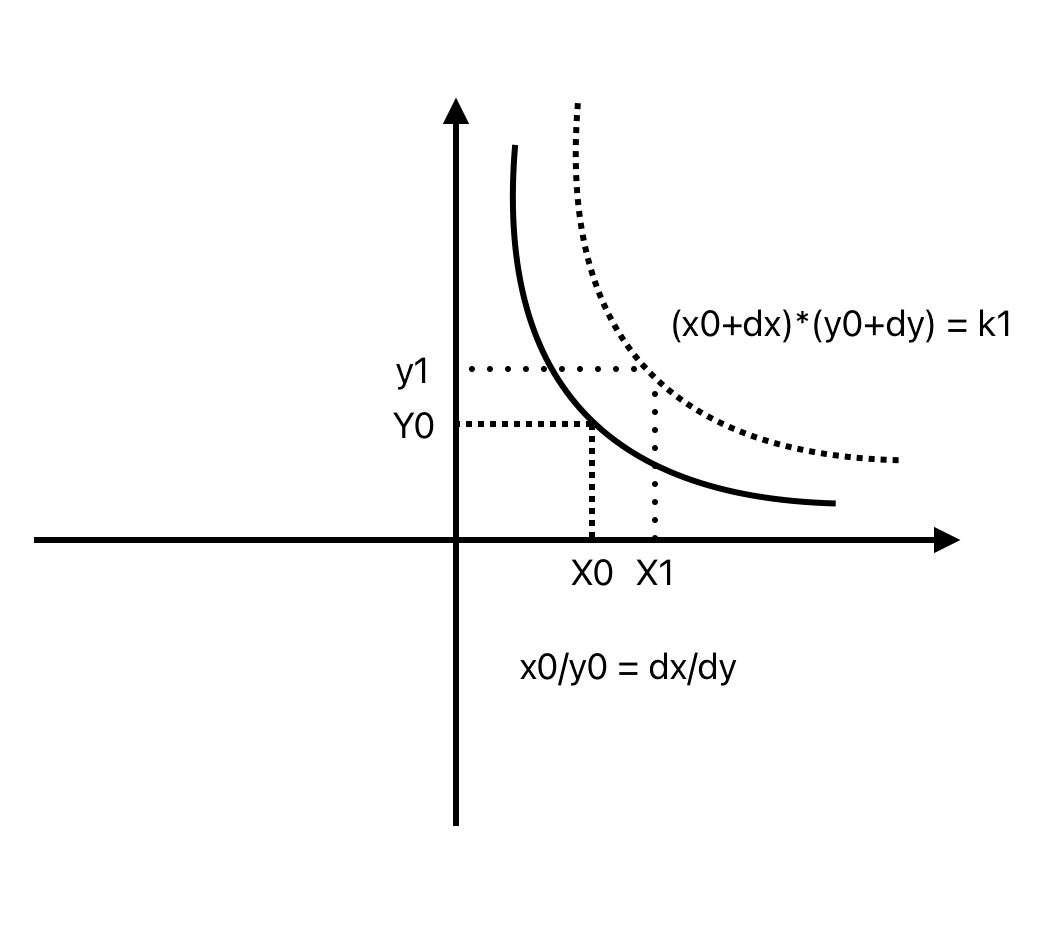 (x0+dx)*(y0+dy) = k1
y1
Y0
X0 X1
x0/y0 = dx/dy